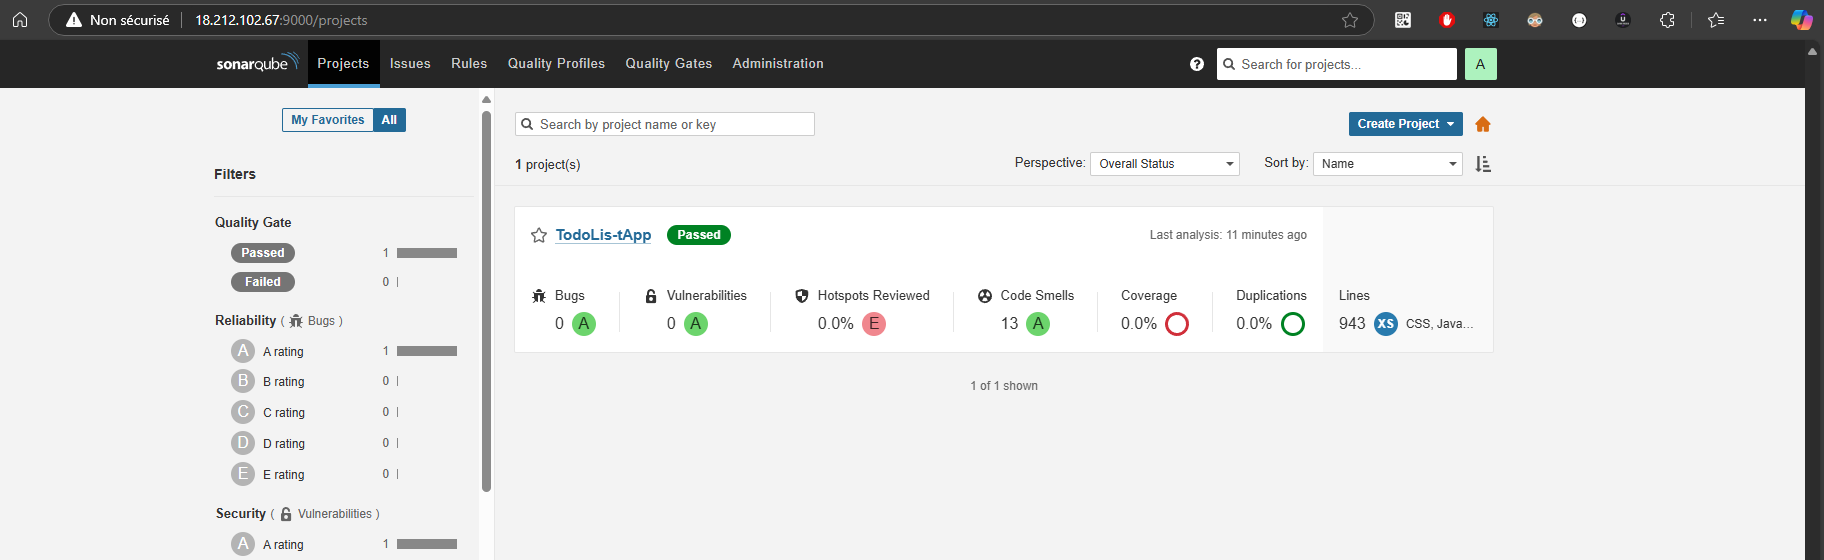 Non sécurisé 18.212.102.67:9000/projects
sonarqube Projects Issues Rules Quality Profiles Quality Gates Administration ? Search for projects... A
My Favorites All
Search by project name or key
Create Project
1 project(s)
Perspective: Overall Status
Sort by: Name
Filters
Quality Gate
Passed 1
Failed 0
Reliability ( Bugs )
A A rating 1
B B rating 0
C C rating 0
D D rating 0
E E rating 0
Security ( Vulnerabilities )
A A rating 1
TodoLis-tApp Passed
Last analysis: 11 minutes ago
Bugs Vulnerabilities Hotspots Reviewed Code Smells Coverage Duplications Lines
0 A 0 A 0.0% E 13 A 0.0% 0.0% 943 XS CSS, Java...
1 of 1 shown